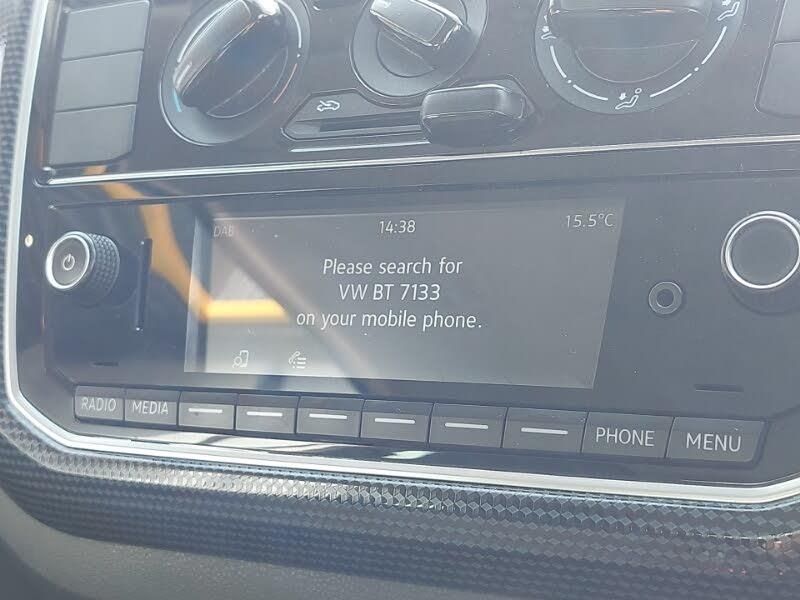 DAB 14:38 15.5°C
Please search for
VW BT 7133
on your mobile phone.
RADIO MEDIA PHONE MENU